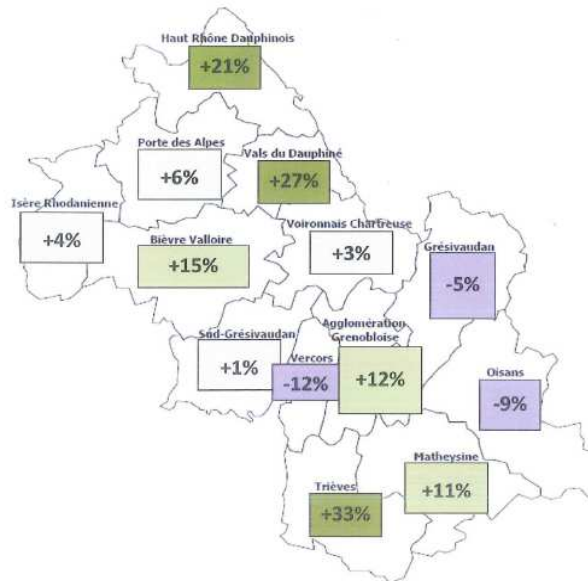 Haut Rhône Dauphinois
+21%
Porte des Alpes
+6%
Vals du Dauphiné
+27%
Isère Rhodanienne
+4%
Bièvre Valloire
+15%
Voironnais Chartreuse
+3%
Grésivaudan
-5%
Sud-Grésivaudan
+1%
Vercors
-12%
Agglomération
Grenobloise
+12%
Oisans
-9%
Trièves
+33%
Matheysine
+11%